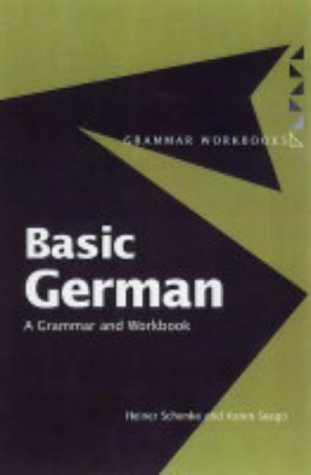 GRAMMAR WORKBOOKS
Basic
German
A Grammar and Workbook
Heiner Schenke and Karen Seago